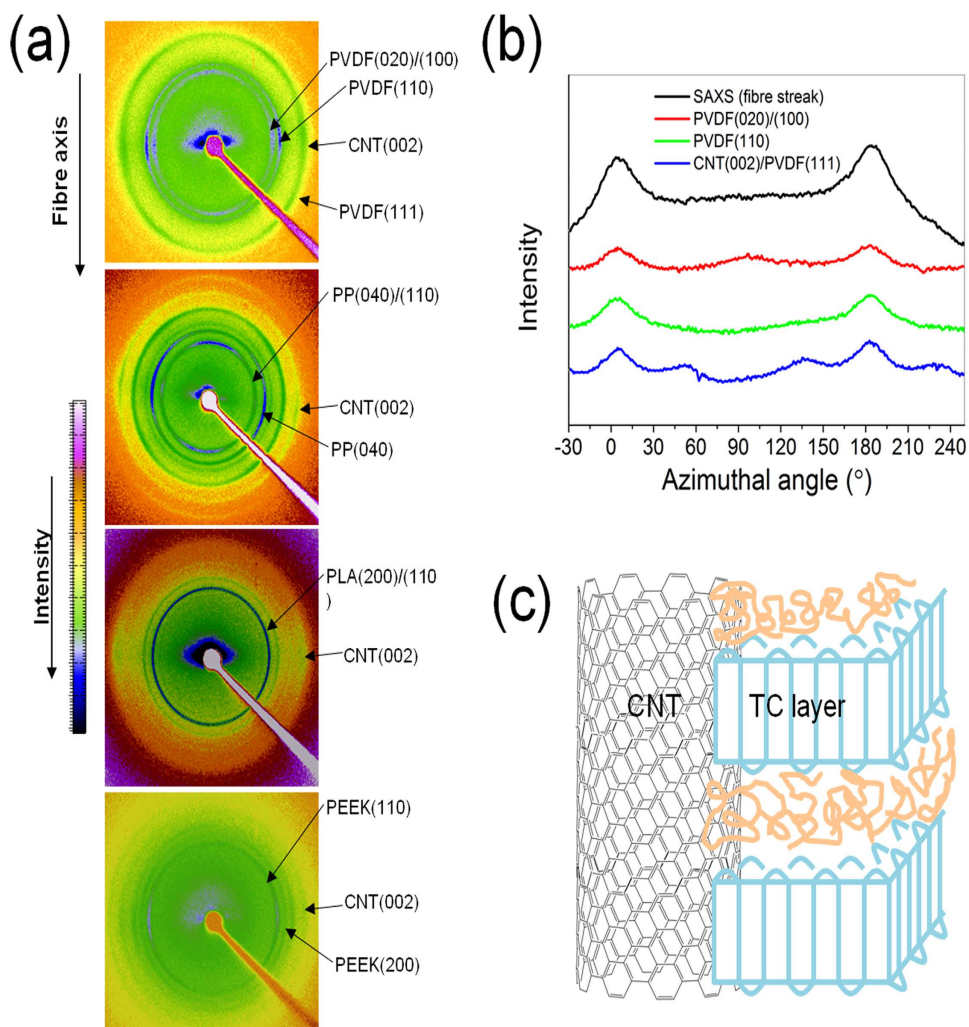 (a)
Fibre axis
PVDF(020)/(100)
PVDF(110)
CNT(002)
PVDF(111)
PP(040)/(110)
CNT(002)
PP(040)
Intensity
PLA(200)/(110
)
CNT(002)
PEEK(110)
CNT(002)
PEEK(200)
(b)
SAXS (fibre streak)
PVDF(020)/(100)
PVDF(110)
CNT(002)/PVDF(111)
Intensity
-30 0 30 60 90 120 150 180 210 240
Azimuthal angle (°)
(c)
CNT
TC layer